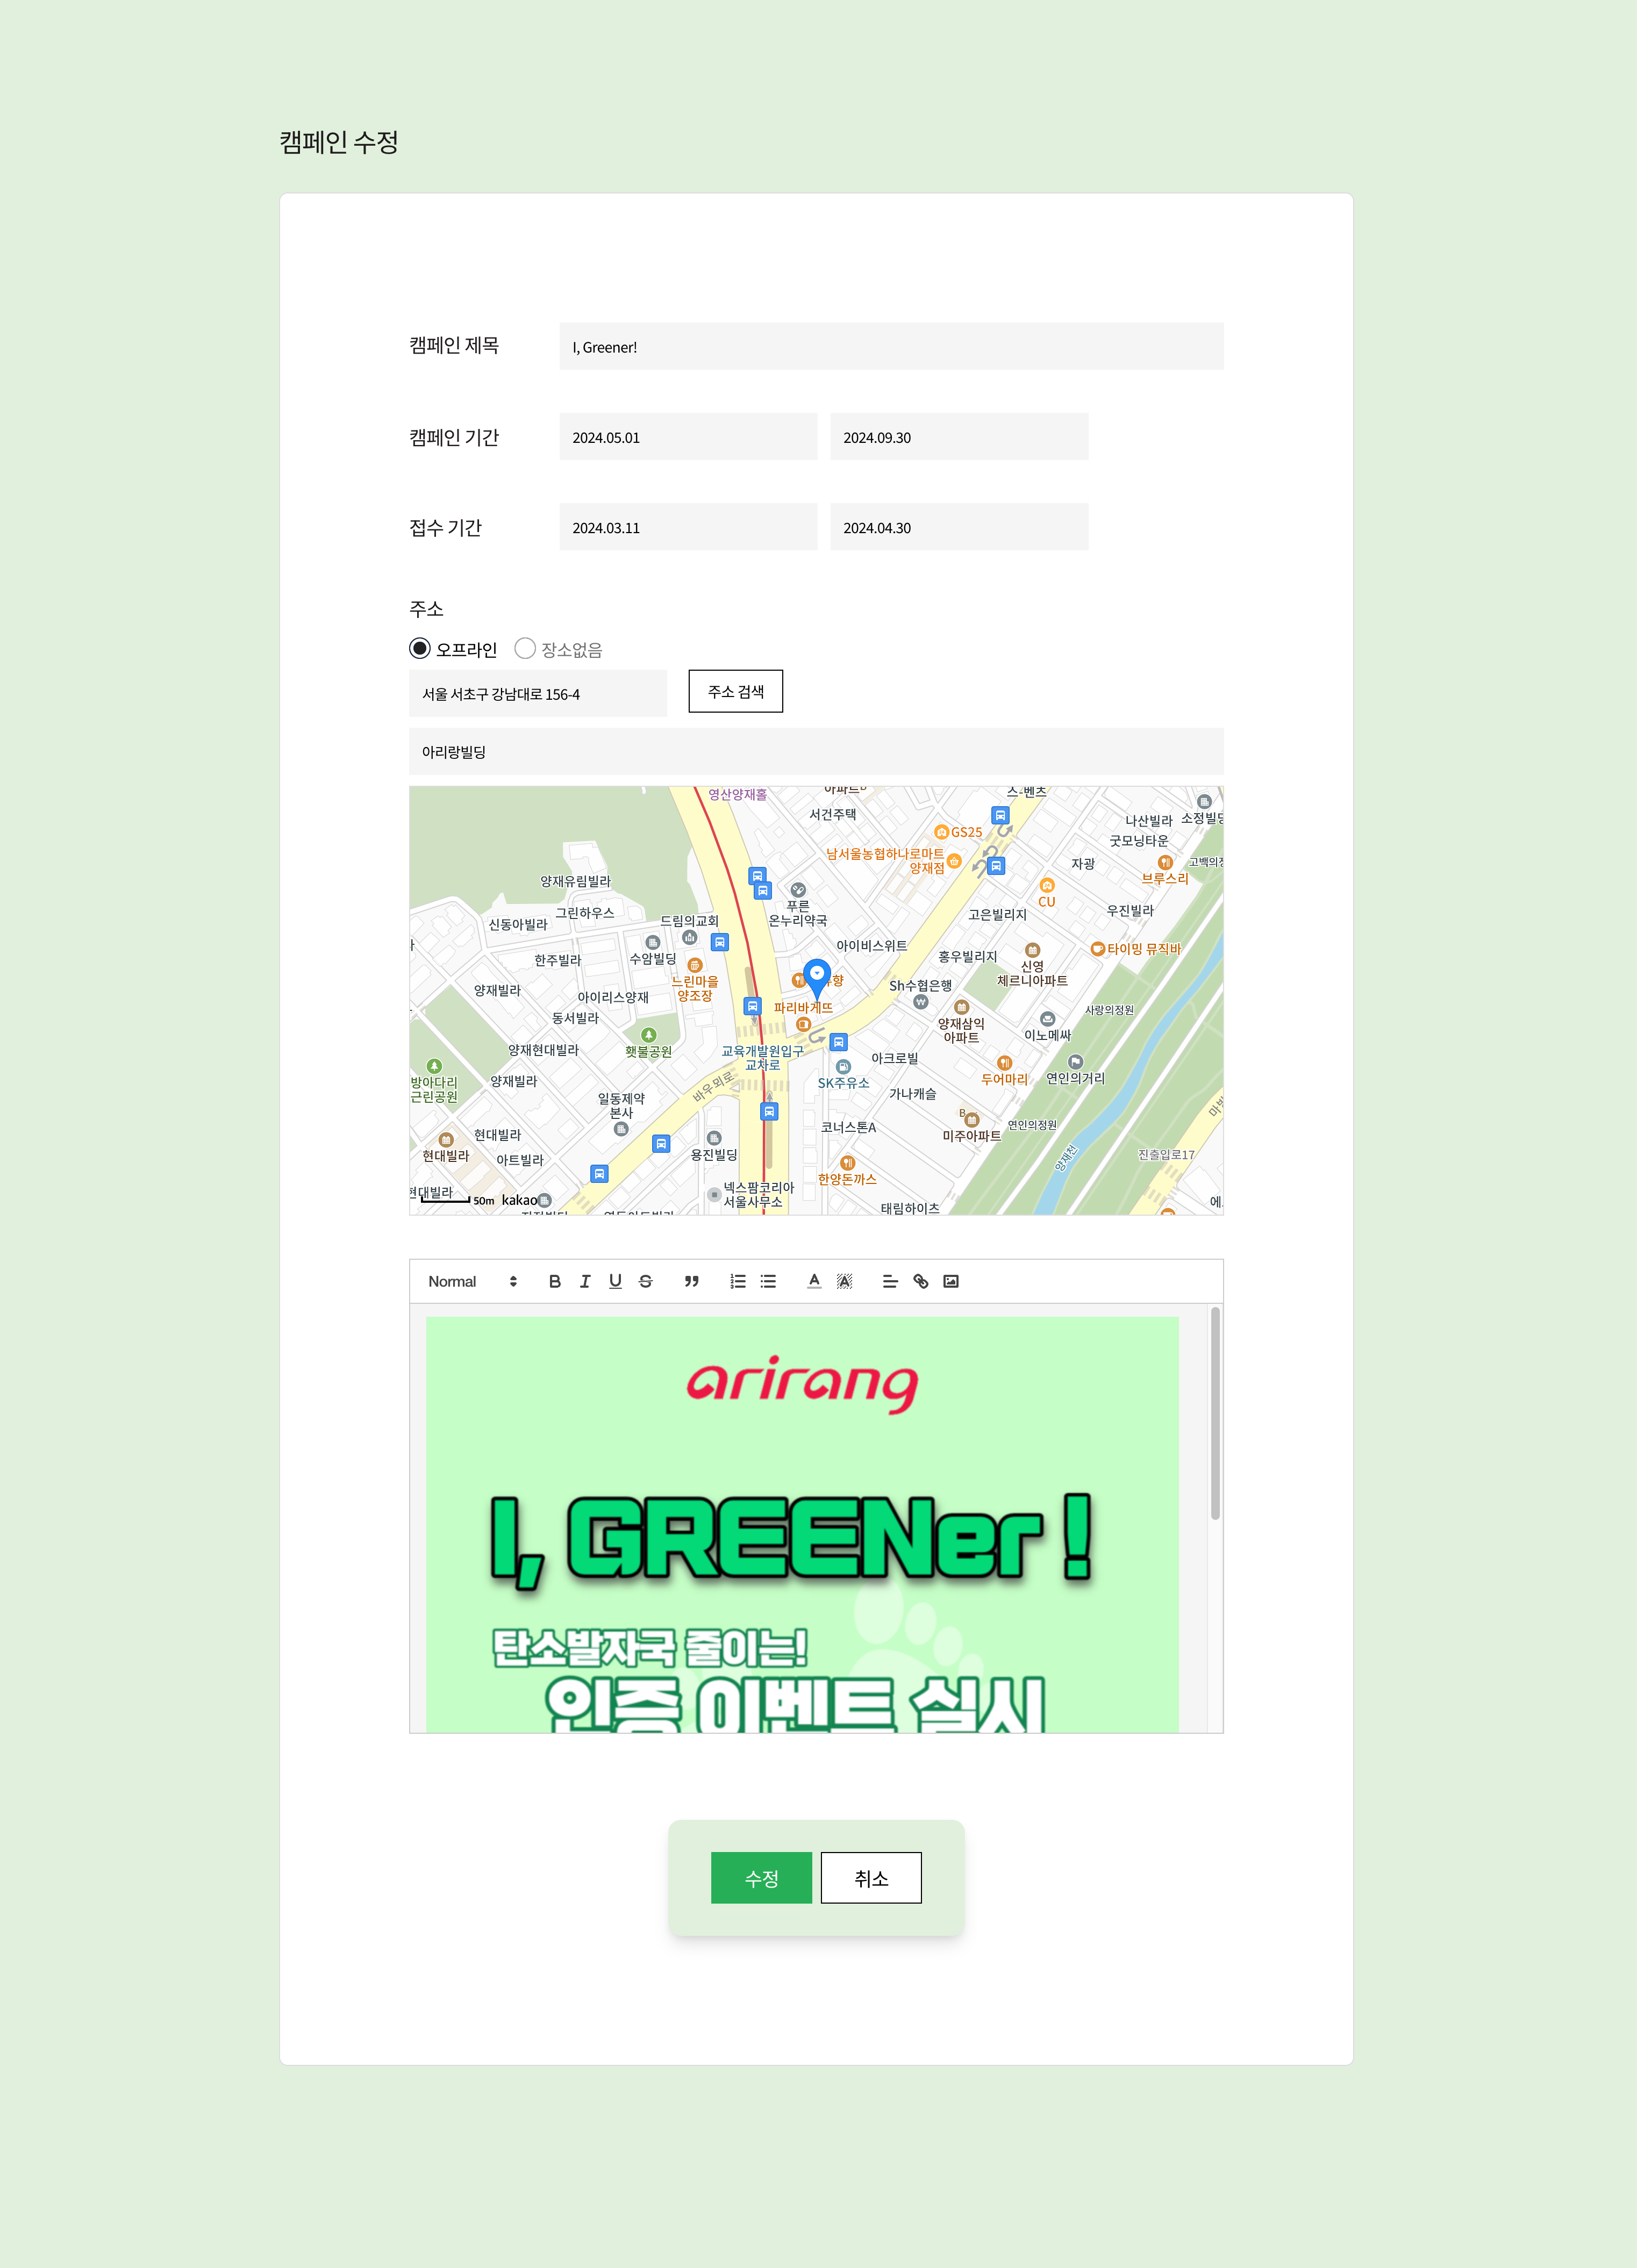 캠페인 수정
캠페인 제목
I, Greener!
캠페인 기간
2024.05.01
2024.09.30
접수 기간
2024.03.11
2024.04.30
주소
오프라인
장소없음
서울 서초구 강남대로 156-4
주소 검색
아리랑빌딩
영산양재홀
서건주택
스-벤츠
나산빌라
소정빌딩
GS25
굿모닝타운
남서울농협하나로마트
양재점
자광
고백의정
브루스리
양재유림빌라
CU
푸른
온누리약국
고은빌리지
우진빌라
신동아빌라
그린하우스
드림의교회
아이비스위트
타이밍 뮤직바
한주빌라
수암빌딩
홍우빌리지
신영
체르니아파트
느린마을
양조장
향
Sh수협은행
양재빌라
아이리스양재
파리바게뜨
사랑의정원
동서빌라
양재삼익
아파트
이노메싸
양재현대빌라
횃불공원
교육개발원입구
교차로
아크로빌
방아다리
근린공원
양재빌라
SK주유소
두어마리
연인의거리
바우뫼로
가나캐슬
일동제약
본사
B
미주아파트
연인의정원
코너스톤A
현대빌라
현대빌라
아트빌라
용진빌딩
양재천
진출입로17
한양돈까스
넥스팜코리아
서울사무소
현대빌라
50m kakao
태림하이츠
에
Normal
arirang
I, GREENer !
탄소발자국 줄이는!
인증 이벤트 실시
수정
취소